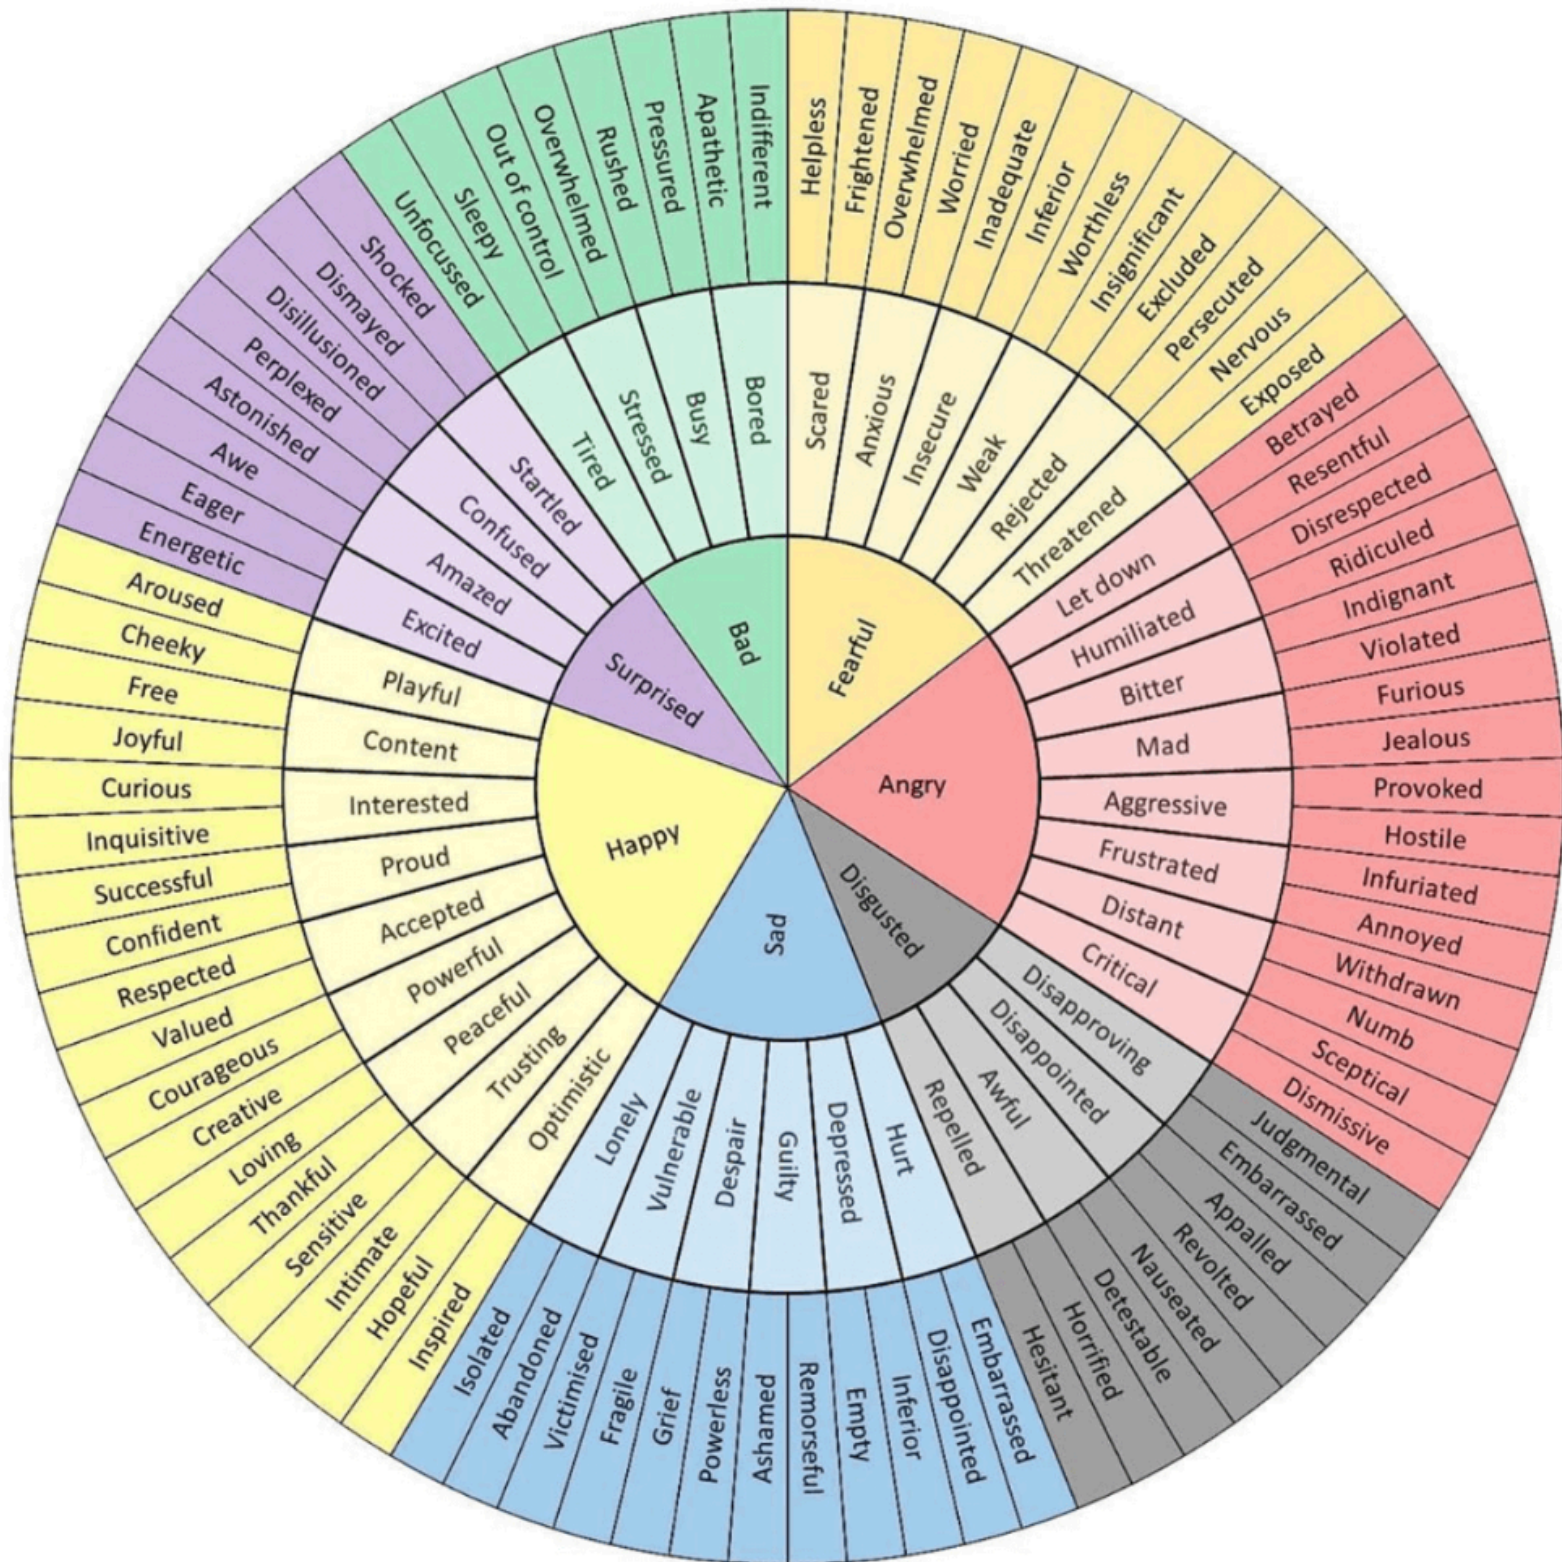 Bad
Fearful
Angry
Disgusted
Sad
Happy
Surprised
Scared
Anxious
Insecure
Weak
Rejected
Threatened
Let down
Humiliated
Bitter
Mad
Aggressive
Frustrated
Distant
Critical
Disapproving
Disappointed
Awful
Repelled
Hurt
Depressed
Guilty
Despair
Vulnerable
Lonely
Optimistic
Trusting
Peaceful
Powerful
Accepted
Proud
Interested
Content
Playful
Excited
Amazed
Confused
Startled
Tired
Stressed
Busy
Bored
Helpless
Frightened
Overwhelmed
Worried
Inadequate
Inferior
Worthless
Insignificant
Excluded
Persecuted
Nervous
Exposed
Betrayed
Resentful
Disrespected
Ridiculed
Indignant
Violated
Furious
Jealous
Provoked
Hostile
Infuriated
Annoyed
Withdrawn
Numb
Sceptical
Dismissive
Judgmental
Embarrassed
Appalled
Revolted
Nauseated
Detestable
Horrified
Hesitant
Embarrassed
Disappointed
Inferior
Empty
Remorseful
Ashamed
Powerless
Grief
Fragile
Victimised
Abandoned
Isolated
Inspired
Hopeful
Intimate
Sensitive
Thankful
Loving
Creative
Courageous
Valued
Respected
Confident
Successful
Inquisitive
Curious
Joyful
Free
Cheeky
Aroused
Energetic
Eager
Awe
Astonished
Perplexed
Disillusioned
Dismayed
Shocked
Unfocussed
Sleepy
Out of control
Overwhelmed
Rushed
Pressured
Apathetic
Indifferent